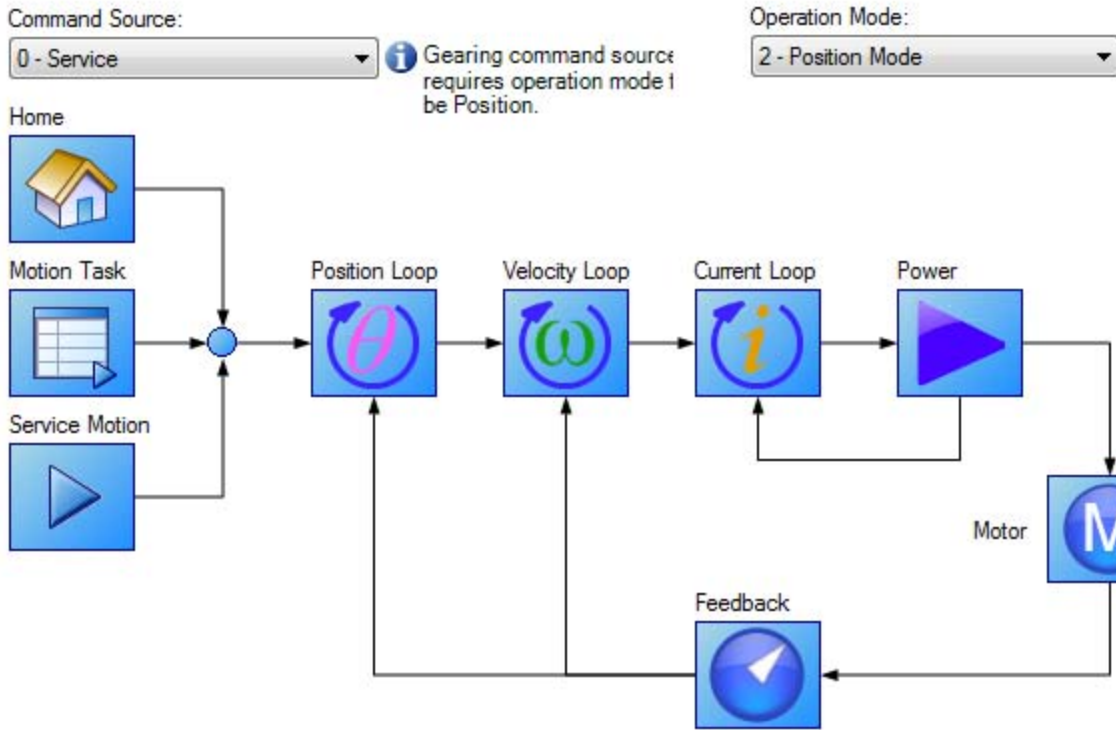 Command Source:
Operation Mode:
0 - Service
2 - Position Mode
Gearing command source
requires operation mode t
be Position.
Home
Motion Task
Position Loop
Velocity Loop
Current Loop
Power
θ
ω
i
Service Motion
Motor
M
Feedback